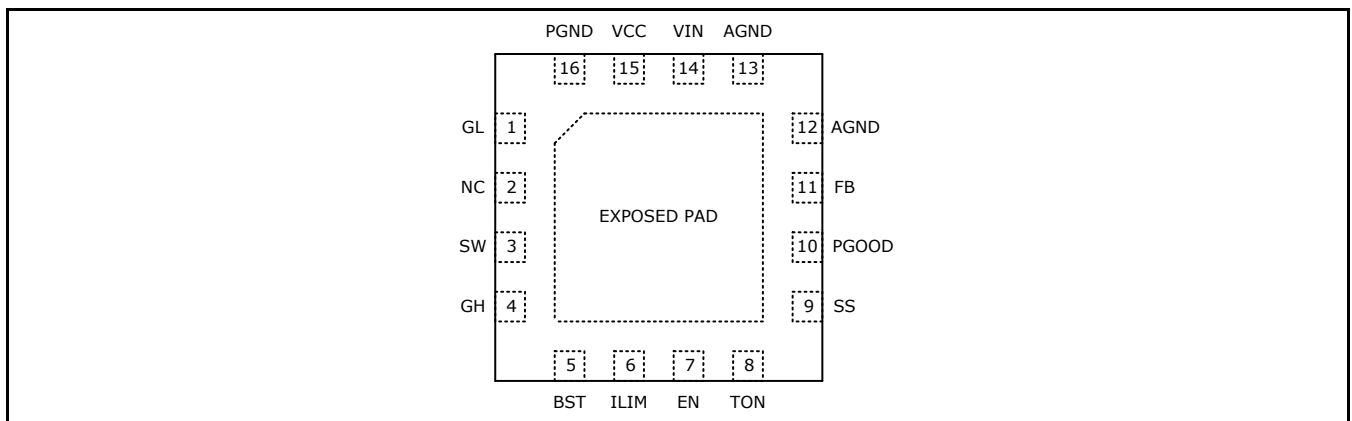 PGND VCC VIN AGND
16 15 14 13
GL 1 12 AGND
NC 2 11 FB
EXPOSED PAD
SW 3 10 PGOOD
GH 4 9 SS
5 6 7 8
BST ILIM EN TON